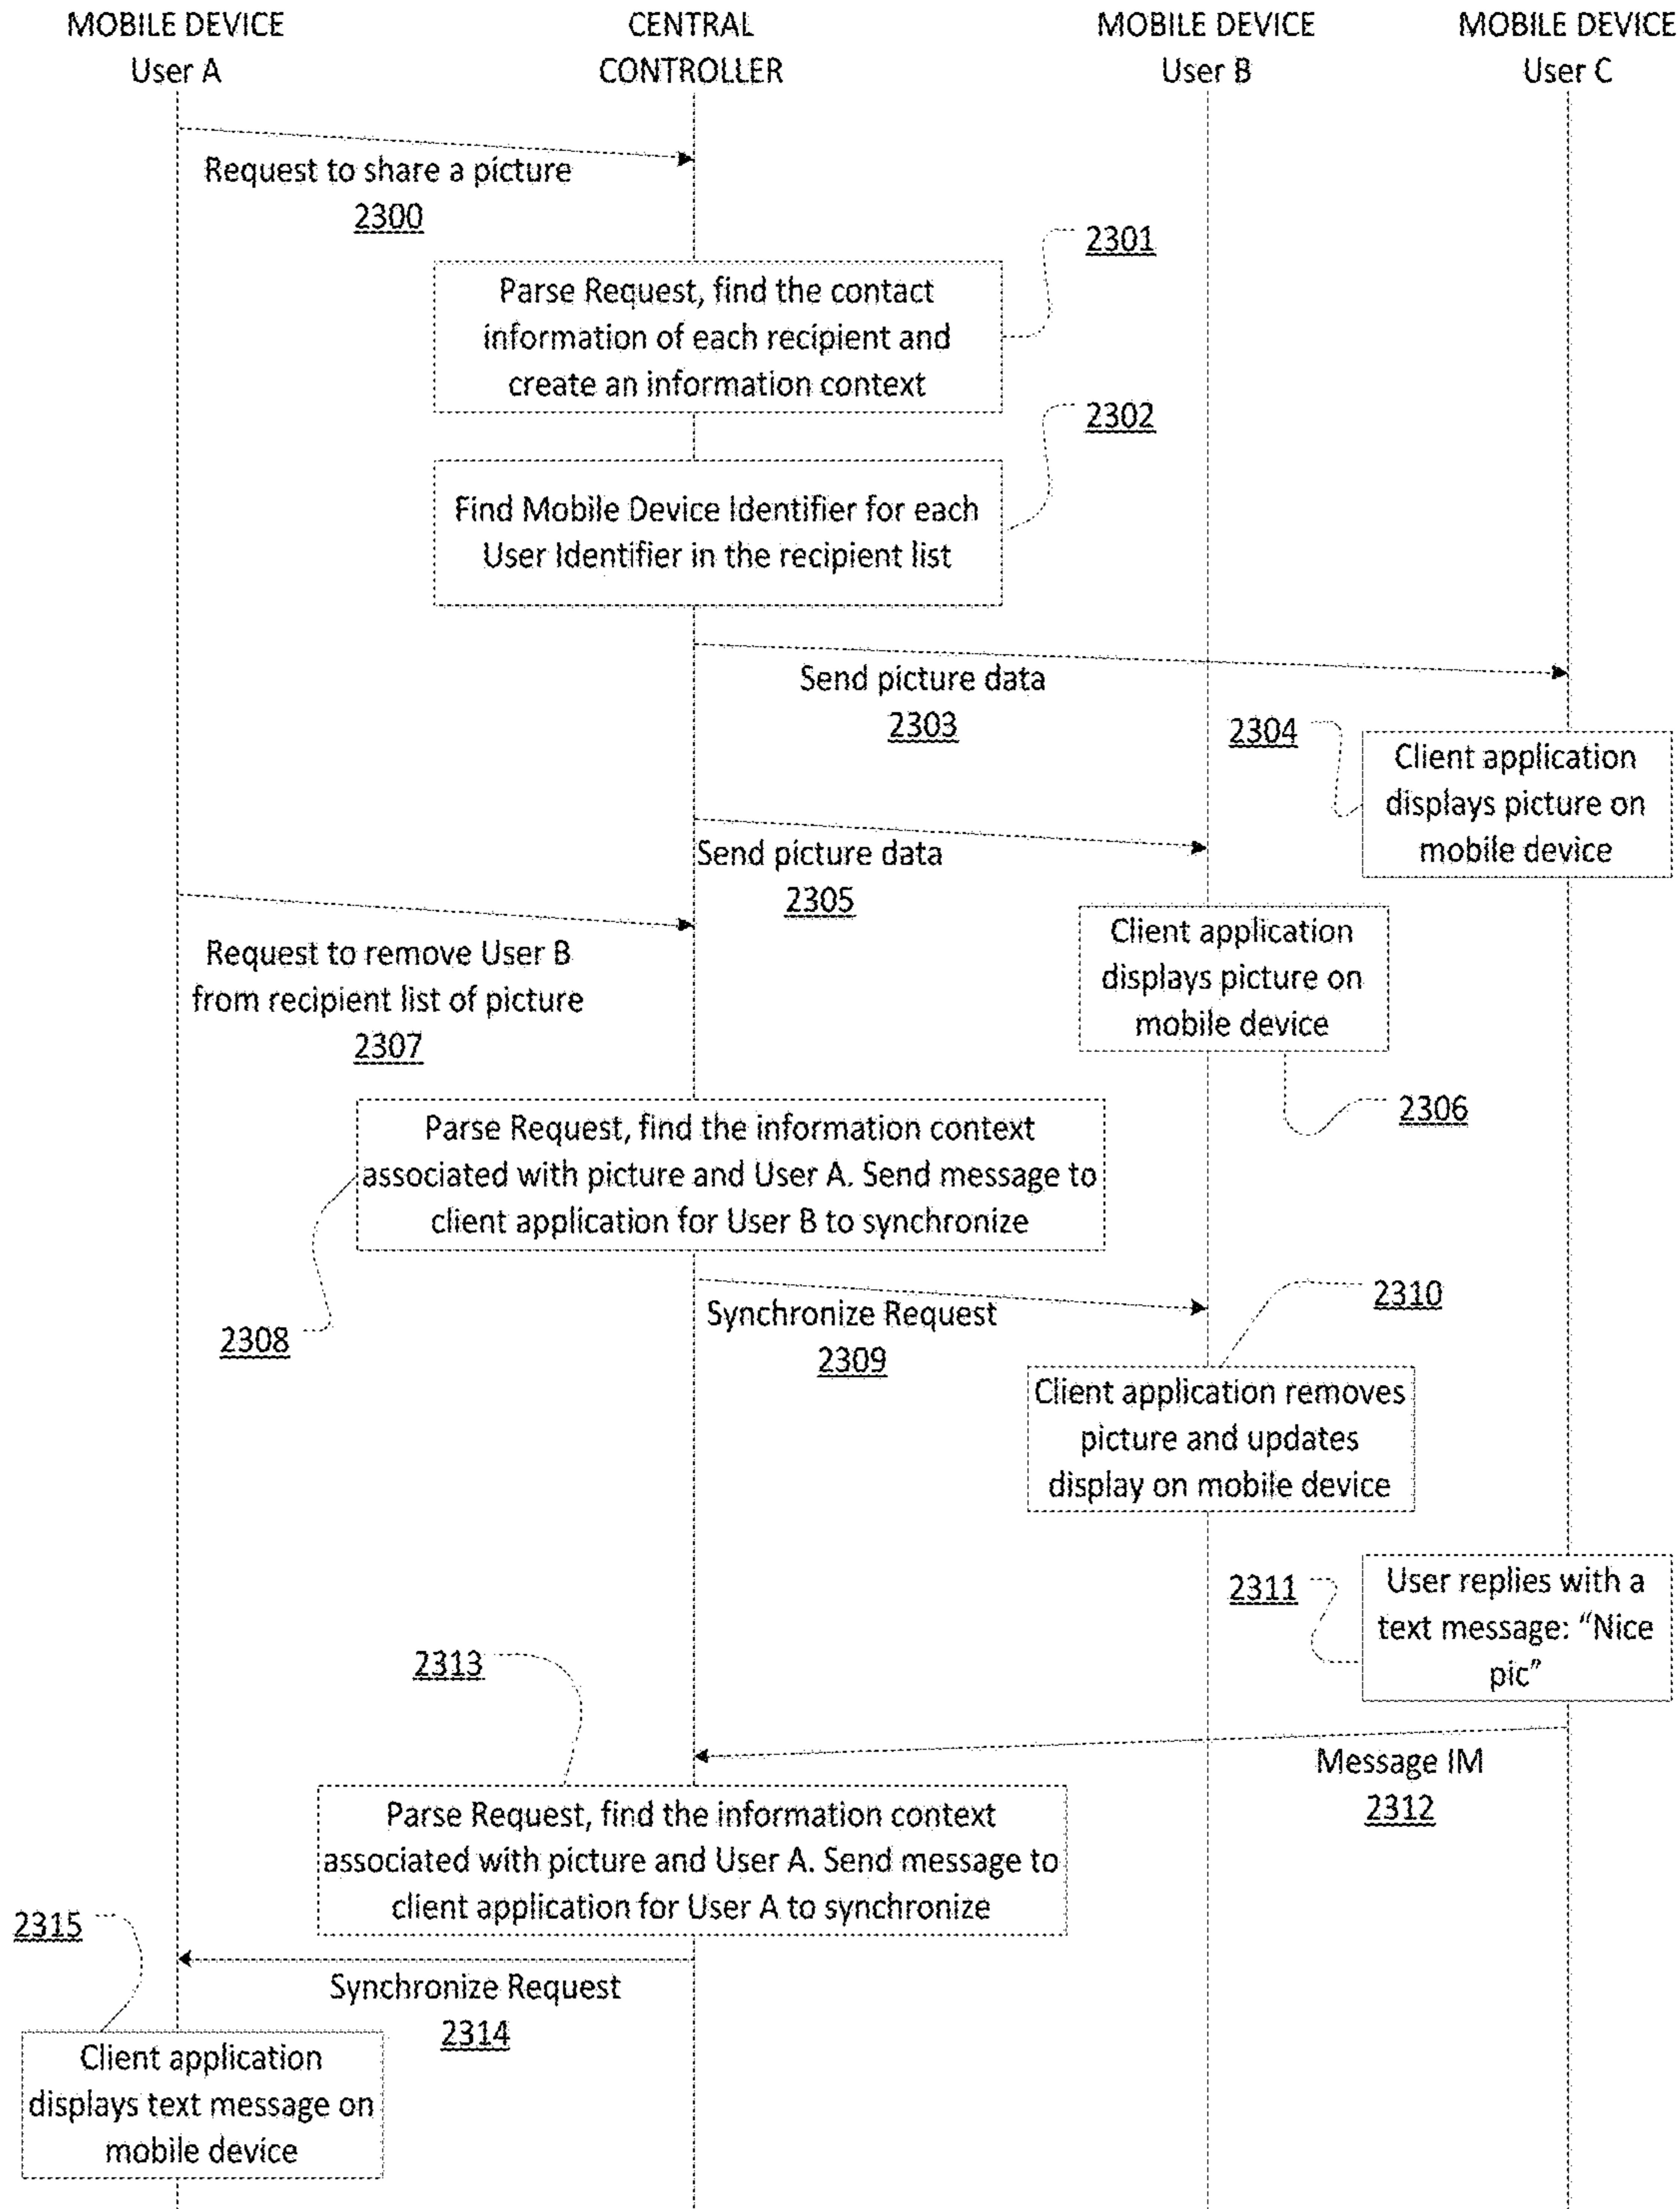 MOBILE DEVICE
User A
CENTRAL
CONTROLLER
MOBILE DEVICE
User B
MOBILE DEVICE
User C
Request to share a picture
2300
2301
Parse Request, find the contact
information of each recipient and
create an information context
2302
Find Mobile Device Identifier for each
User Identifier in the recipient list
Send picture data
2303
2304
Client application
displays picture on
mobile device
Send picture data
2305
Client application
displays picture on
mobile device
2306
Request to remove User B
from recipient list of picture
2307
Parse Request, find the information context
associated with picture and User A. Send message to
client application for User B to synchronize
2308
Synchronize Request
2309
2310
Client application removes
picture and updates
display on mobile device
2311
User replies with a
text message: “Nice
pic”
Message IM
2312
2313
Parse Request, find the information context
associated with picture and User A. Send message to
client application for User A to synchronize
Synchronize Request
2314
2315
Client application
displays text message on
mobile device